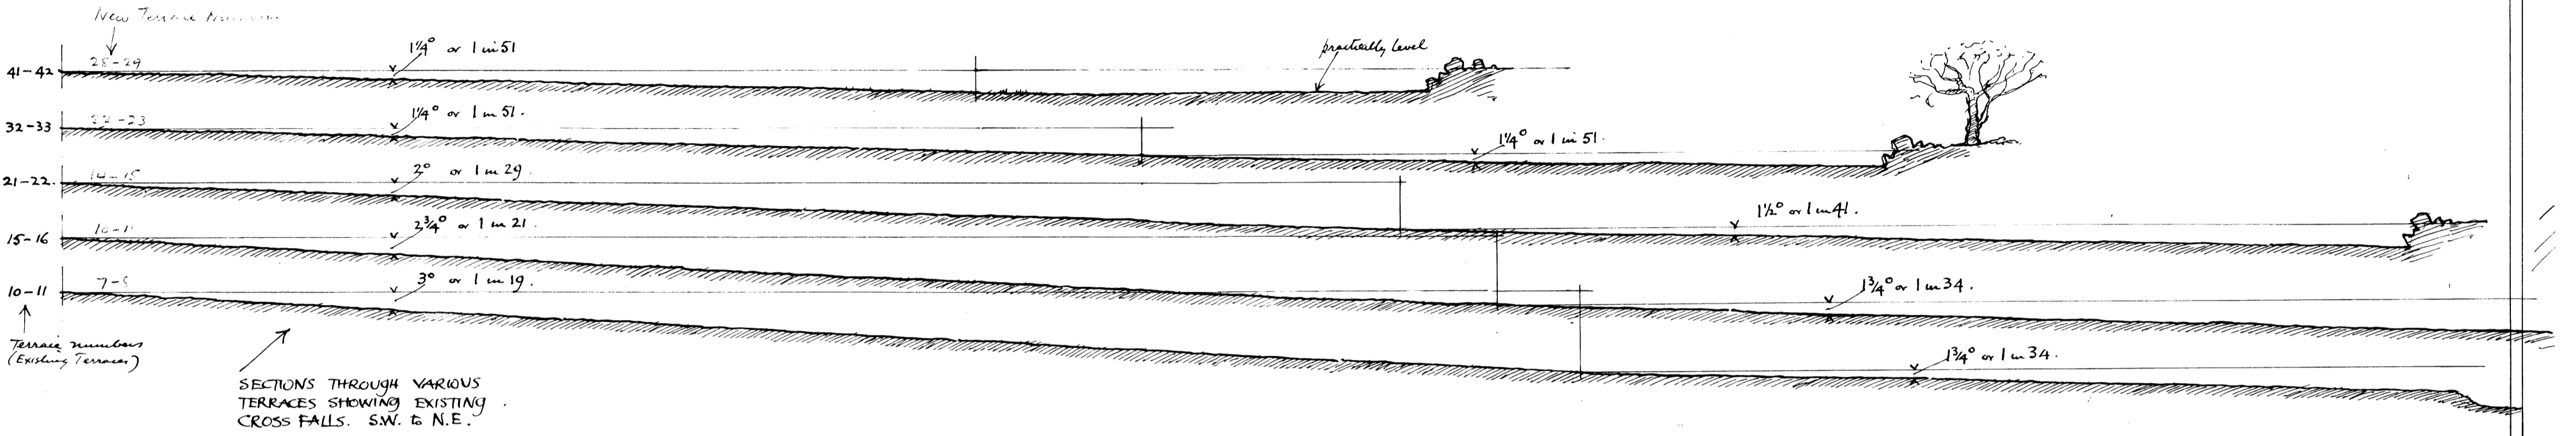 New Terrace
1¼° or 1 in 51
practically level
41-42
28-29
1¼° or 1 in 51.
32-33
22-23
1¼° or 1 in 51.
2° or 1 in 29.
21-22.
14-15
1½° or 1 in 41.
2¾° or 1 in 21.
15-16
3° or 1 in 19.
1¾° or 1 in 34.
10-11
Terrace numbers
(Existing Terraces)
1¾° or 1 in 34.
SECTIONS THROUGH VARIOUS
TERRACES SHOWING EXISTING
CROSS FALLS. S.W. to N.E.